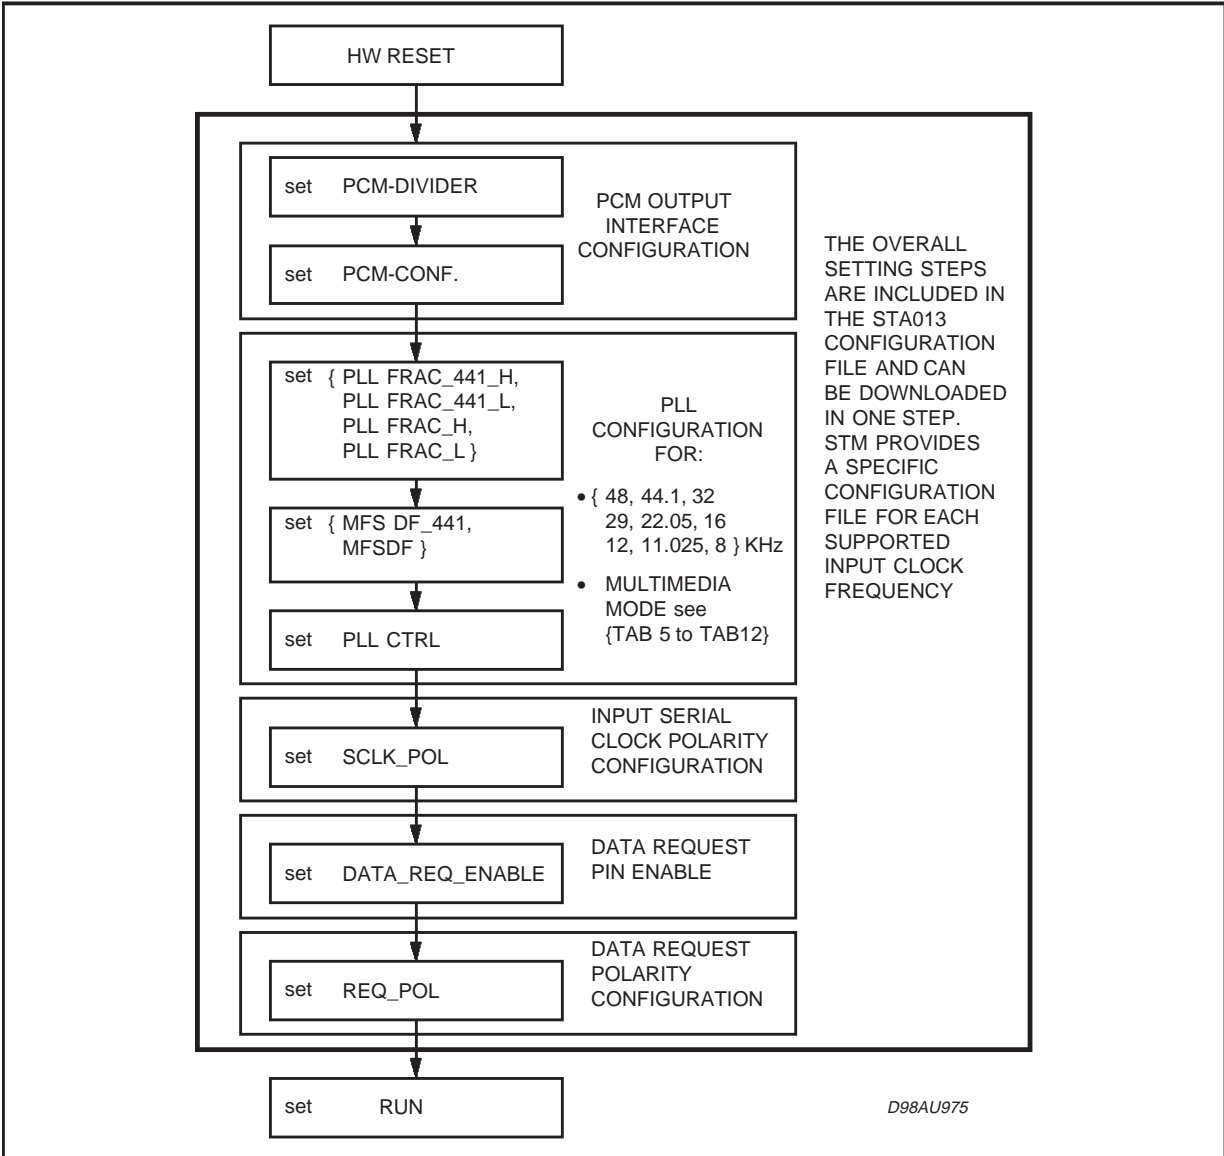 HW RESET
set PCM-DIVIDER
set PCM-CONF.
PCM OUTPUT
INTERFACE
CONFIGURATION
set { PLL FRAC_441_H,
PLL FRAC_441_L,
PLL FRAC_H,
PLL FRAC_L }
set { MFS DF_441,
MFSDF }
set PLL CTRL
PLL
CONFIGURATION
FOR:
• { 48, 44.1, 32
29, 22.05, 16
12, 11.025, 8 } KHz
• MULTIMEDIA
MODE see
{TAB 5 to TAB12}
set SCLK_POL
INPUT SERIAL
CLOCK POLARITY
CONFIGURATION
set DATA_REQ_ENABLE
DATA REQUEST
PIN ENABLE
set REQ_POL
DATA REQUEST
POLARITY
CONFIGURATION
THE OVERALL
SETTING STEPS
ARE INCLUDED IN
THE STA013
CONFIGURATION
FILE AND CAN
BE DOWNLOADED
IN ONE STEP.
STM PROVIDES
A SPECIFIC
CONFIGURATION
FILE FOR EACH
SUPPORTED
INPUT CLOCK
FREQUENCY
set RUN
D98AU975